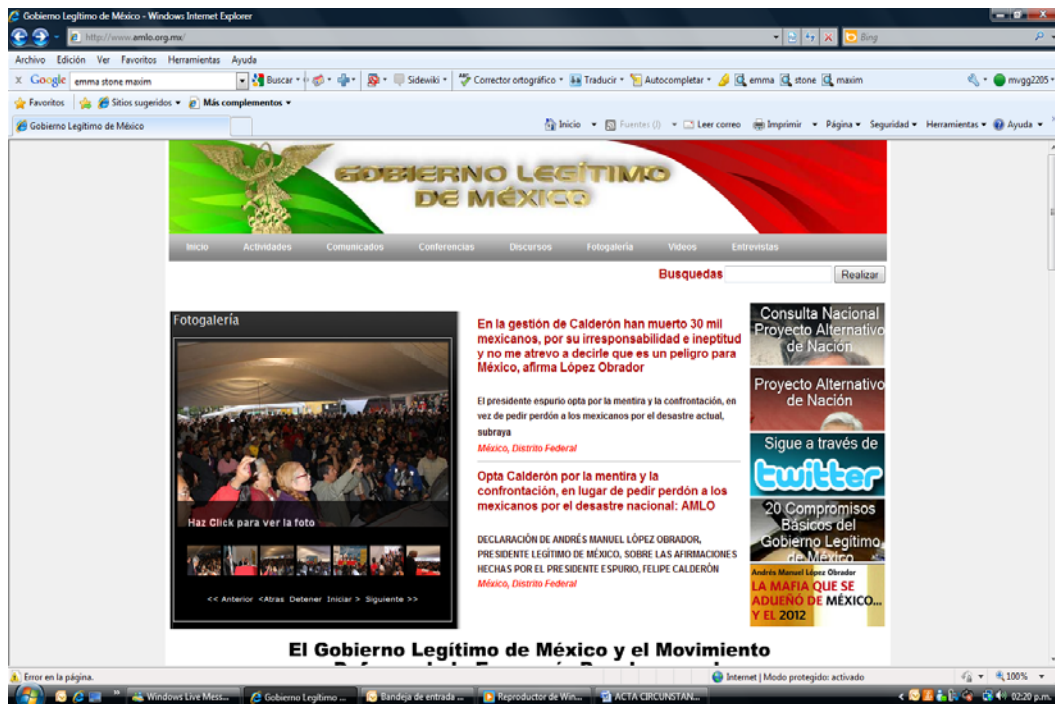 Gobierno Legítimo de México - Windows Internet Explorer
http://www.amlo.org.mx/
Bing
Archivo Edición Ver Favoritos Herramientas Ayuda
x Google emma stone maxim Buscar Sidewiki Corrector ortográfico Traducir Autocompletar emma stone maxim mvgg2205
Favoritos Sitios sugeridos Más complementos
Gobierno Legítimo de México Inicio Fuentes (J) Leer correo Imprimir Página Seguridad Herramientas Ayuda
GOBIERNO LEGÍTIMO
DE MÉXICO
Inicio Actividades Comunicados Conferencias Discursos Fotogalería Videos Entrevistas
Busquedas Realizar
Fotogalería
Haz Click para ver la foto
<< Anterior <Atras Detener Iniciar > Siguiente >>
En la gestión de Calderón han muerto 30 mil
mexicanos, por su irresponsabilidad e ineptitud
y no me atrevo a decirle que es un peligro para
México, afirma López Obrador
El presidente espurio opta por la mentira y la confrontación, en
vez de pedir perdón a los mexicanos por el desastre actual,
subraya
México, Distrito Federal
Opta Calderón por la mentira y la
confrontación, en lugar de pedir perdón a los
mexicanos por el desastre nacional: AMLO
DECLARACIÓN DE ANDRÉS MANUEL LÓPEZ OBRADOR,
PRESIDENTE LEGÍTIMO DE MÉXICO, SOBRE LAS AFIRMACIONES
HECHAS POR EL PRESIDENTE ESPURIO, FELIPE CALDERÓN
México, Distrito Federal
Consulta Nacional
Proyecto Alternativo
de Nación
Proyecto Alternativo
de Nación
Sigue a través de
twitter
20 Compromisos
Básicos del
Gobierno Legítimo
de México
Andrés Manuel López Obrador
LA MAFIA QUE SE
ADUEÑÓ DE MÉXICO...
Y EL 2012
El Gobierno Legítimo de México y el Movimiento
Error en la página. Internet | Modo protegido: activado 100%
Windows Live Mess... Gobierno Legítimo ... Bandeja de entrada ... Reproductor de Win... ACTA CIRCUNSTAN... 02:20 p.m.